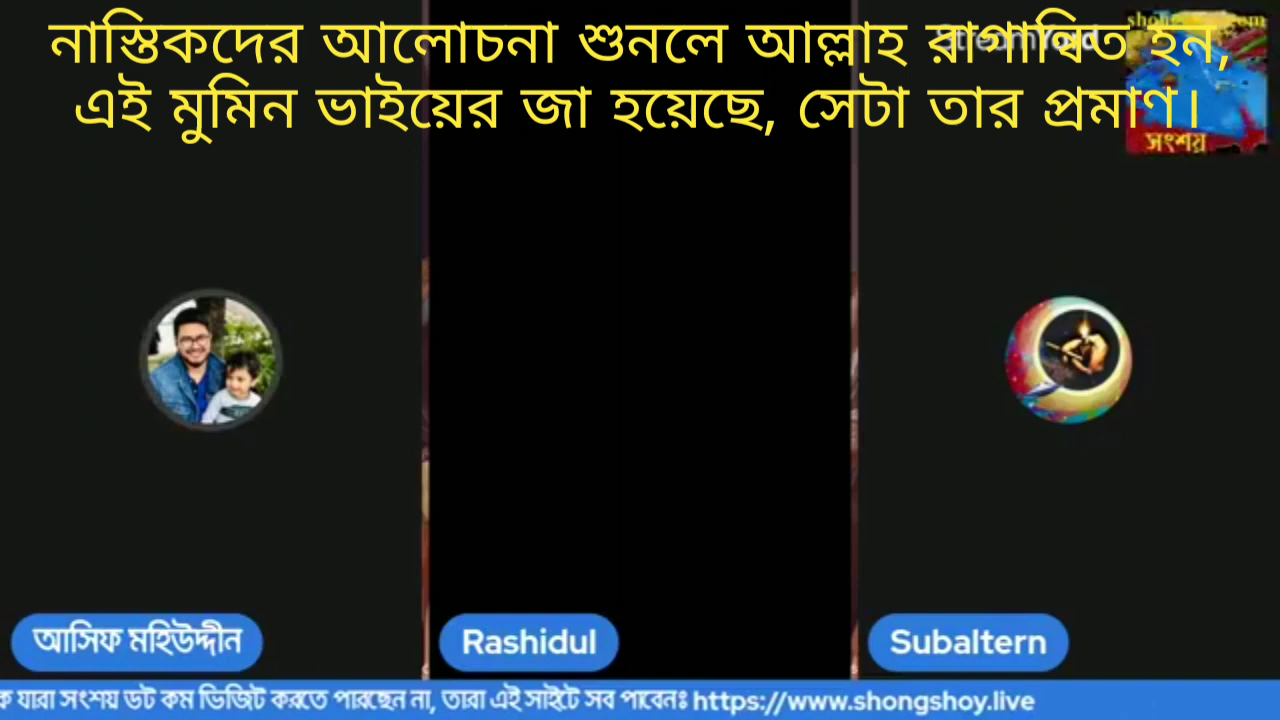 নাস্তিকদের আলোচনা শুনলে আল্লাহ রাগান্বিত হন,
এই মুমিন ভাইয়ের জা হয়েছে, সেটা তার প্রমাণ।
সংশয়
আসিফ মহিউদ্দীন
Rashidul
Subaltern
ক যারা সংশয় ডট কম ভিজিট করতে পারছেন না, তারা এই সাইটে সব পাবেনঃ https://www.shongshoy.live